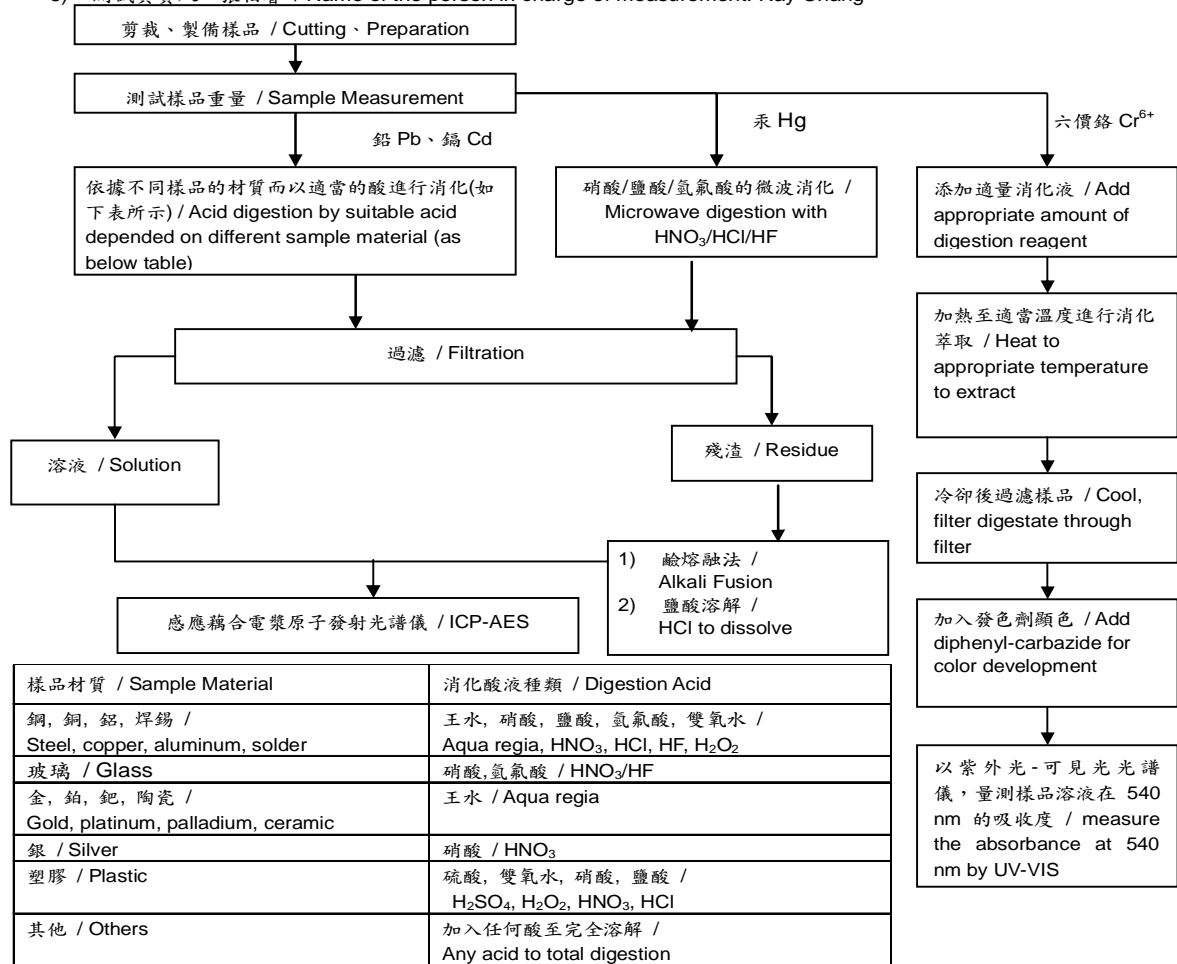 Name of the person in charge of measurement: Ray Chang
剪裁、製備樣品 / Cutting、Preparation
測試樣品重量 / Sample Measurement
鉛 Pb、鎘 Cd
汞 Hg
六價鉻 Cr6+
依據不同樣品的材質而以適當的酸進行消化(如
下表所示) / Acid digestion by suitable acid
depended on different sample material (as
below table)
硝酸/鹽酸/氫氟酸的微波消化 /
Microwave digestion with
HNO3/HCl/HF
添加適量消化液 / Add
appropriate amount of
digestion reagent
過濾 / Filtration
加熱至適當溫度進行消化
萃取 / Heat to
appropriate temperature
to extract
溶液 / Solution
殘渣 / Residue
冷卻後過濾樣品 / Cool,
filter digestate through
filter
1) 鹼熔融法 /
Alkali Fusion
2) 鹽酸溶解 /
HCl to dissolve
感應藕合電漿原子發射光譜儀 / ICP-AES
加入發色劑顯色 / Add
diphenyl-carbazide for
color development
以紫外光-可見光光譜
儀，量測樣品溶液在 540
nm 的吸收度 / measure
the absorbance at 540
nm by UV-VIS
樣品材質 / Sample Material
消化酸液種類 / Digestion Acid
鋼, 銅, 鋁, 焊錫 /
Steel, copper, aluminum, solder
王水, 硝酸, 鹽酸, 氫氟酸, 雙氧水 /
Aqua regia, HNO3, HCl, HF, H2O2
玻璃 / Glass
硝酸,氫氟酸 / HNO3/HF
金, 鉑, 鈀, 陶瓷 /
Gold, platinum, palladium, ceramic
王水 / Aqua regia
銀 / Silver
硝酸 / HNO3
塑膠 / Plastic
硫酸, 雙氧水, 硝酸, 鹽酸 /
H2SO4, H2O2, HNO3, HCl
其他 / Others
加入任何酸至完全溶解 /
Any acid to total digestion